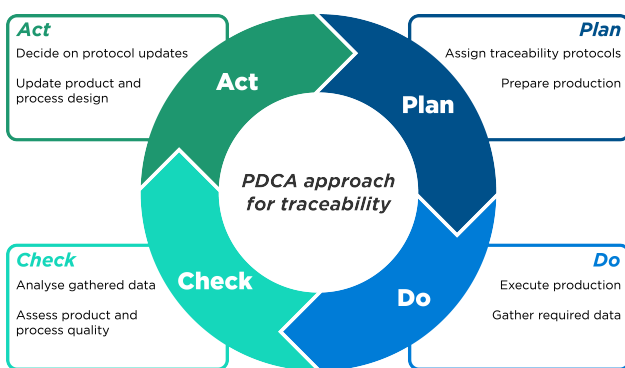 Act
Decide on protocol updates
Update product and
process design
Act
Plan
Assign traceability protocols
Prepare production
Plan
PDCA approach
for traceability
Check
Analyse gathered data
Assess product and
process quality
Check
Do
Execute production
Gather required data
Do